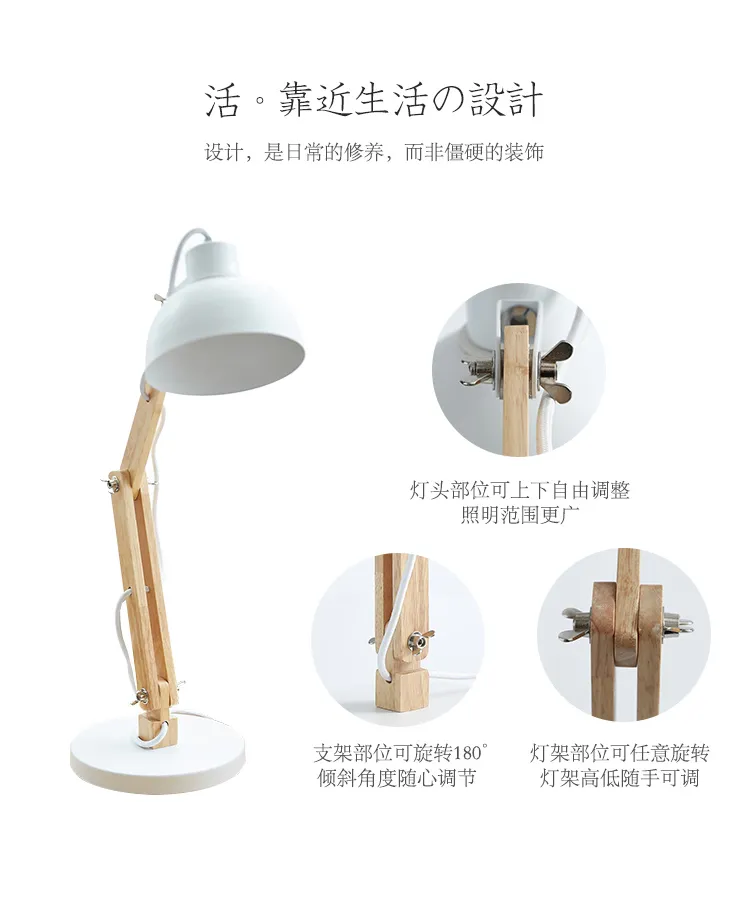 活。靠近生活の設計
设计，是日常的修养，而非僵硬的装饰
灯头部位可上下自由调整
照明范围更广
支架部位可旋转180°
倾斜角度随心调节
灯架部位可任意旋转
灯架高低随手可调